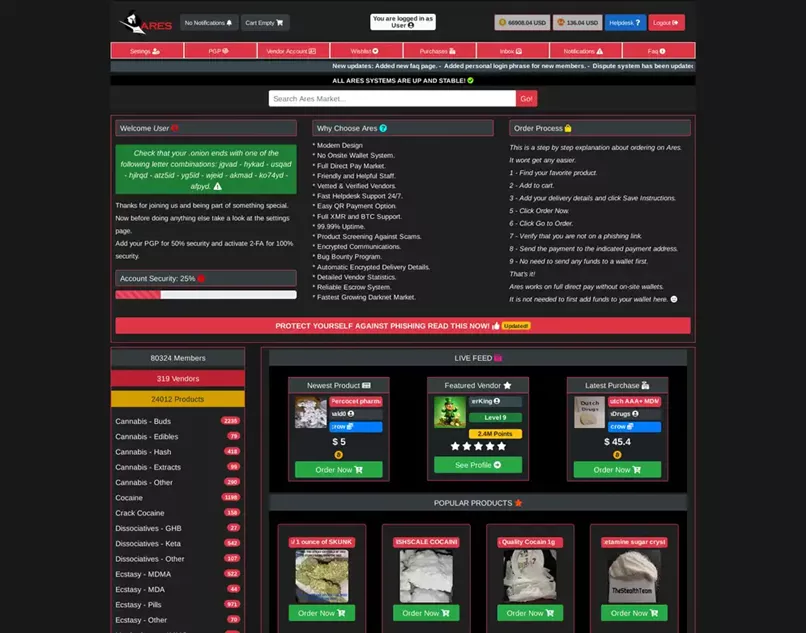 ARES
No Notifications
Cart Empty
You are logged in as
User
66908.04 USD
136.04 USD
Helpdesk ?
Logout
Settings
PGP
Vendor Account
Wishlist
Purchases
Inbox
Notifications
Faq
New updates: Added new faq page. - Added personal login phrase for new members. - Dispute system has been updated
ALL ARES SYSTEMS ARE UP AND STABLE!
Search Ares Market...
Go!
Welcome User
Check that your .onion ends with one of the
following letter combinations: jgvad - hykad - usqad
- hjlrqd - atz5id - yg5lid - wjeid - akmad - ko74yd -
allpyd.
Thanks for joining us and being part of something special.
Now before doing anything else take a look at the settings
page.
Add your PGP for 50% security and activate 2-FA for 100%
security.
Account Security: 25%
Why Choose Ares
* Modern Design
* No Onsite Wallet System.
* Full Direct Pay Market.
* Friendly and Helpful Staff.
* Vetted & Verified Vendors.
* Fast Helpdesk Support 24/7.
* Easy QR Payment Option.
* Full XMR and BTC Support.
* 99.99% Uptime.
* Product Screening Against Scams.
* Encrypted Communications.
* Bug Bounty Program.
* Automatic Encrypted Delivery Details.
* Detailed Vendor Statistics.
* Reliable Escrow System.
* Fastest Growing Darknet Market.
Order Process
This is a step by step explanation about ordering on Ares.
It wont get any easier.
1 - Find your favorite product.
2 - Add to cart.
3 - Add your delivery details and click Save Instructions.
5 - Click Order Now.
6 - Click Go to Order.
7 - Verify that you are not on a phishing link.
8 - Send the payment to the indicated payment address.
9 - No need to send any funds to a wallet first.
That's it!
Ares works on full direct pay without on-site wallets.
It is not needed to first add funds to your wallet here.
PROTECT YOURSELF AGAINST PHISHING READ THIS NOW! Updated!
80324 Members
319 Vendors
24012 Products
Cannabis - Buds 2235
Cannabis - Edibles 79
Cannabis - Hash 418
Cannabis - Extracts 99
Cannabis - Other 290
Cocaine 1198
Crack Cocaine 158
Dissociatives - GHB 27
Dissociatives - Keta 542
Dissociatives - Other 107
Ecstasy - MDMA 522
Ecstasy - MDA 44
Ecstasy - Pills 971
Ecstasy - Other 70
LIVE FEED
Newest Product
Percocet pharm
ald0
row
$ 5
Order Now
Featured Vendor
erKing
Level 9
2.4M Points
See Profile
Latest Purchase
Dutch
Drugs
utch AAA+ MDM
Drugs
crow
$ 45.4
Order Now
POPULAR PRODUCTS
/ 1 ounce of SKUNK
Order Now
ISHSCALE COCAINE
Order Now
Quality Cocain 1g
Order Now
etamine sugar cryst
TheStealthTeam
Order Now